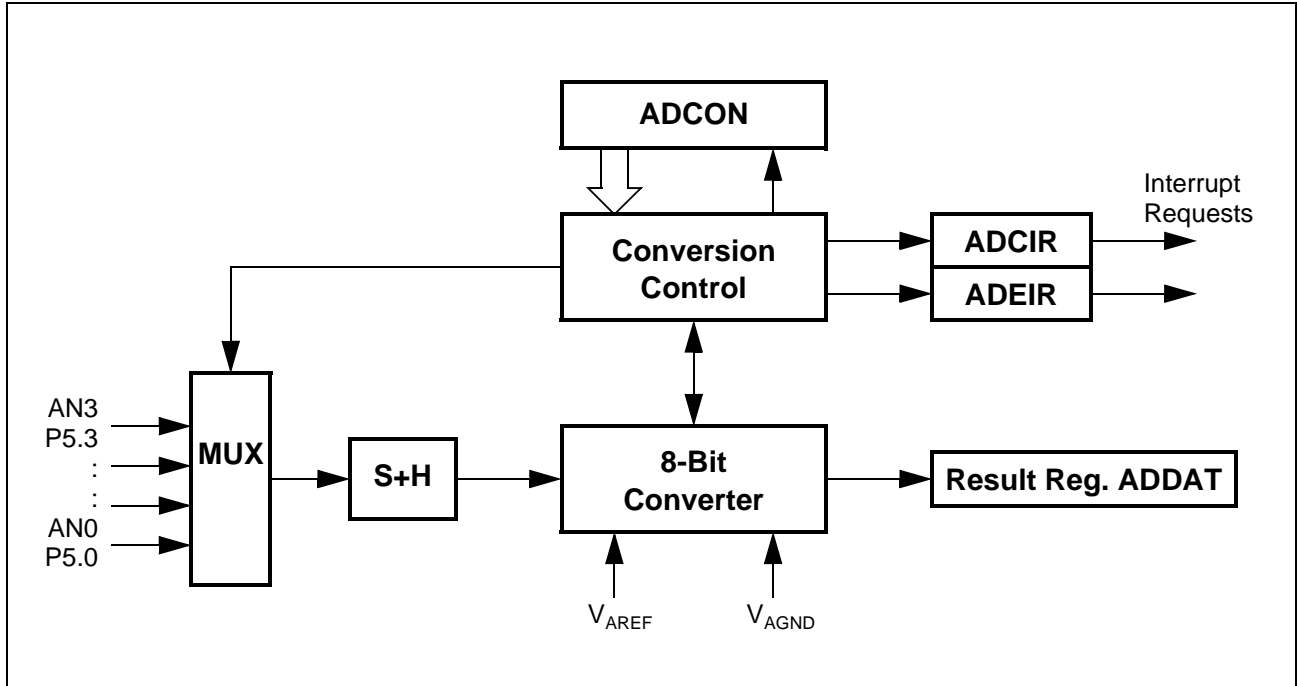 ADCON
Interrupt
Requests
Conversion
Control
ADCIR
ADEIR
AN3
P5.3
:
:
AN0
P5.0
MUX
S+H
8-Bit
Converter
Result Reg. ADDAT
VAREF
VAGND